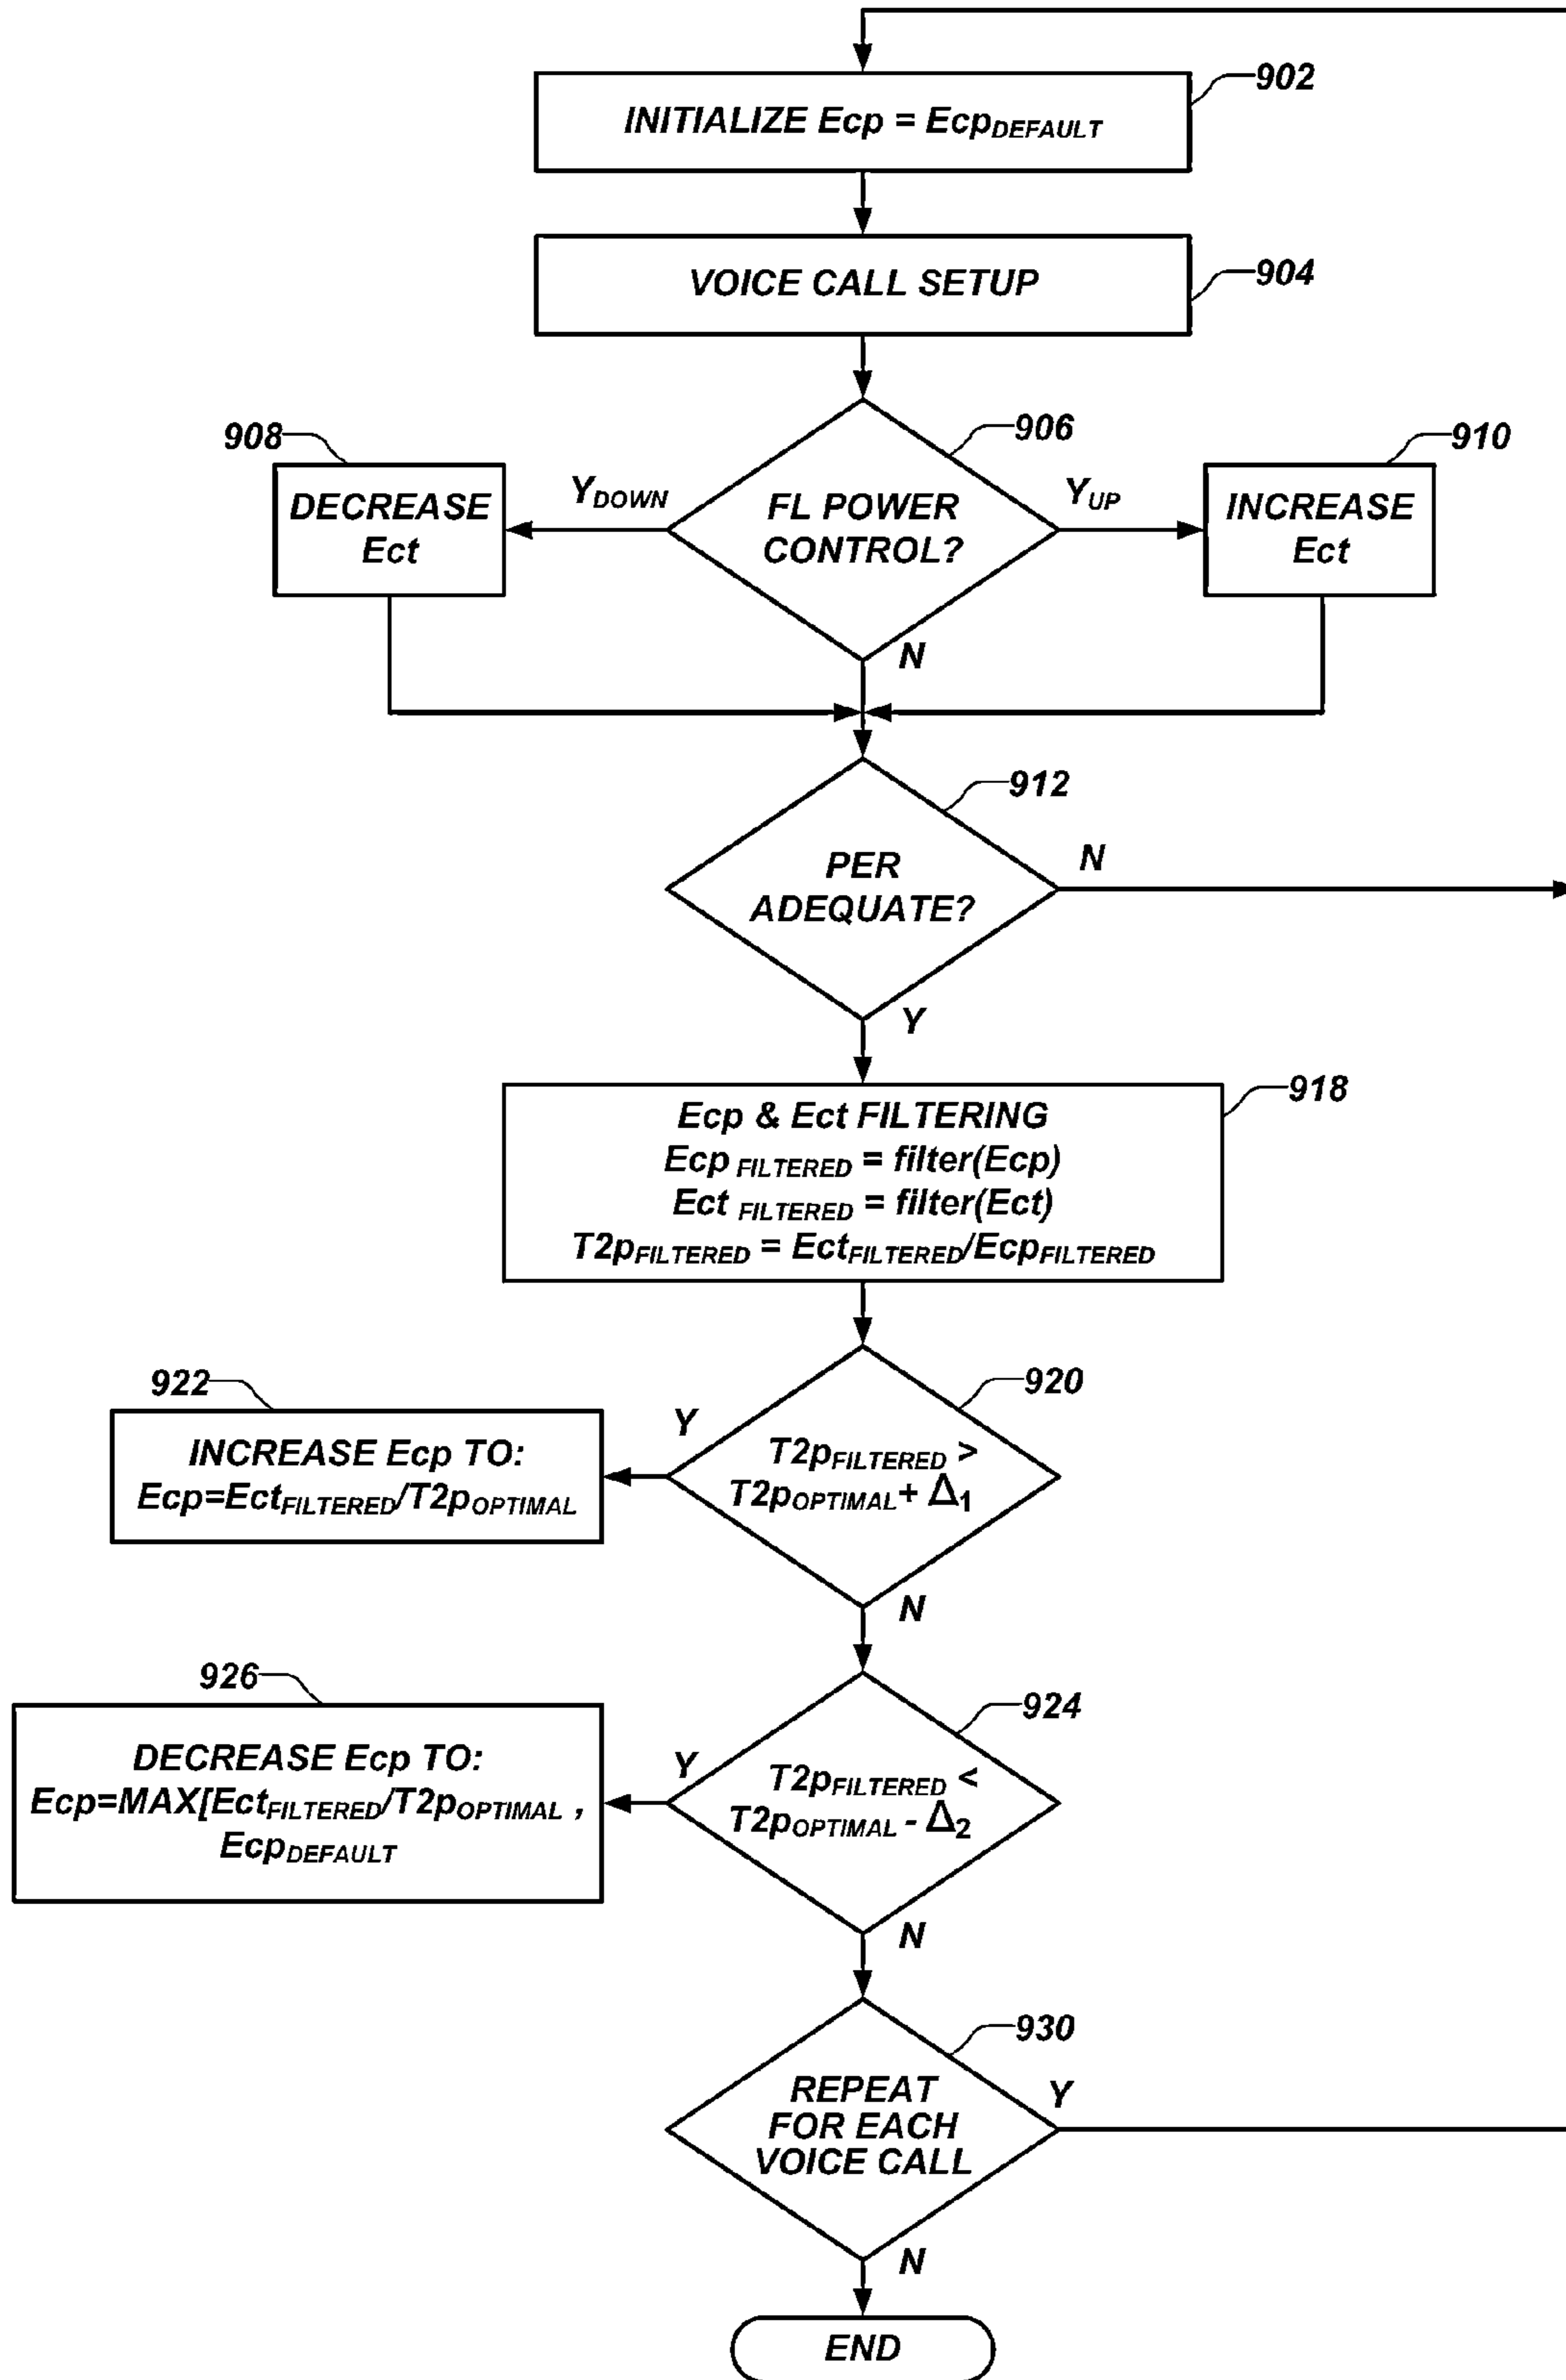 902
INITIALIZE Ecp = EcpDEFAULT
904
VOICE CALL SETUP
906
908
910
YDOWN
YUP
DECREASE
Ect
FL POWER
CONTROL?
INCREASE
Ect
N
912
PER
ADEQUATE?
N
Y
918
Ecp & Ect FILTERING
Ecp FILTERED = filter(Ecp)
Ect FILTERED = filter(Ect)
T2pFILTERED = EctFILTERED/EcpFILTERED
920
922
Y
T2pFILTERED >
T2pOPTIMAL+ Δ1
INCREASE Ecp TO:
Ecp=EctFILTERED/T2pOPTIMAL
N
924
926
Y
T2pFILTERED <
T2pOPTIMAL - Δ2
DECREASE Ecp TO:
Ecp=MAX[EctFILTERED/T2pOPTIMAL ,
EcpDEFAULT
N
930
REPEAT
FOR EACH
VOICE CALL
Y
N
END